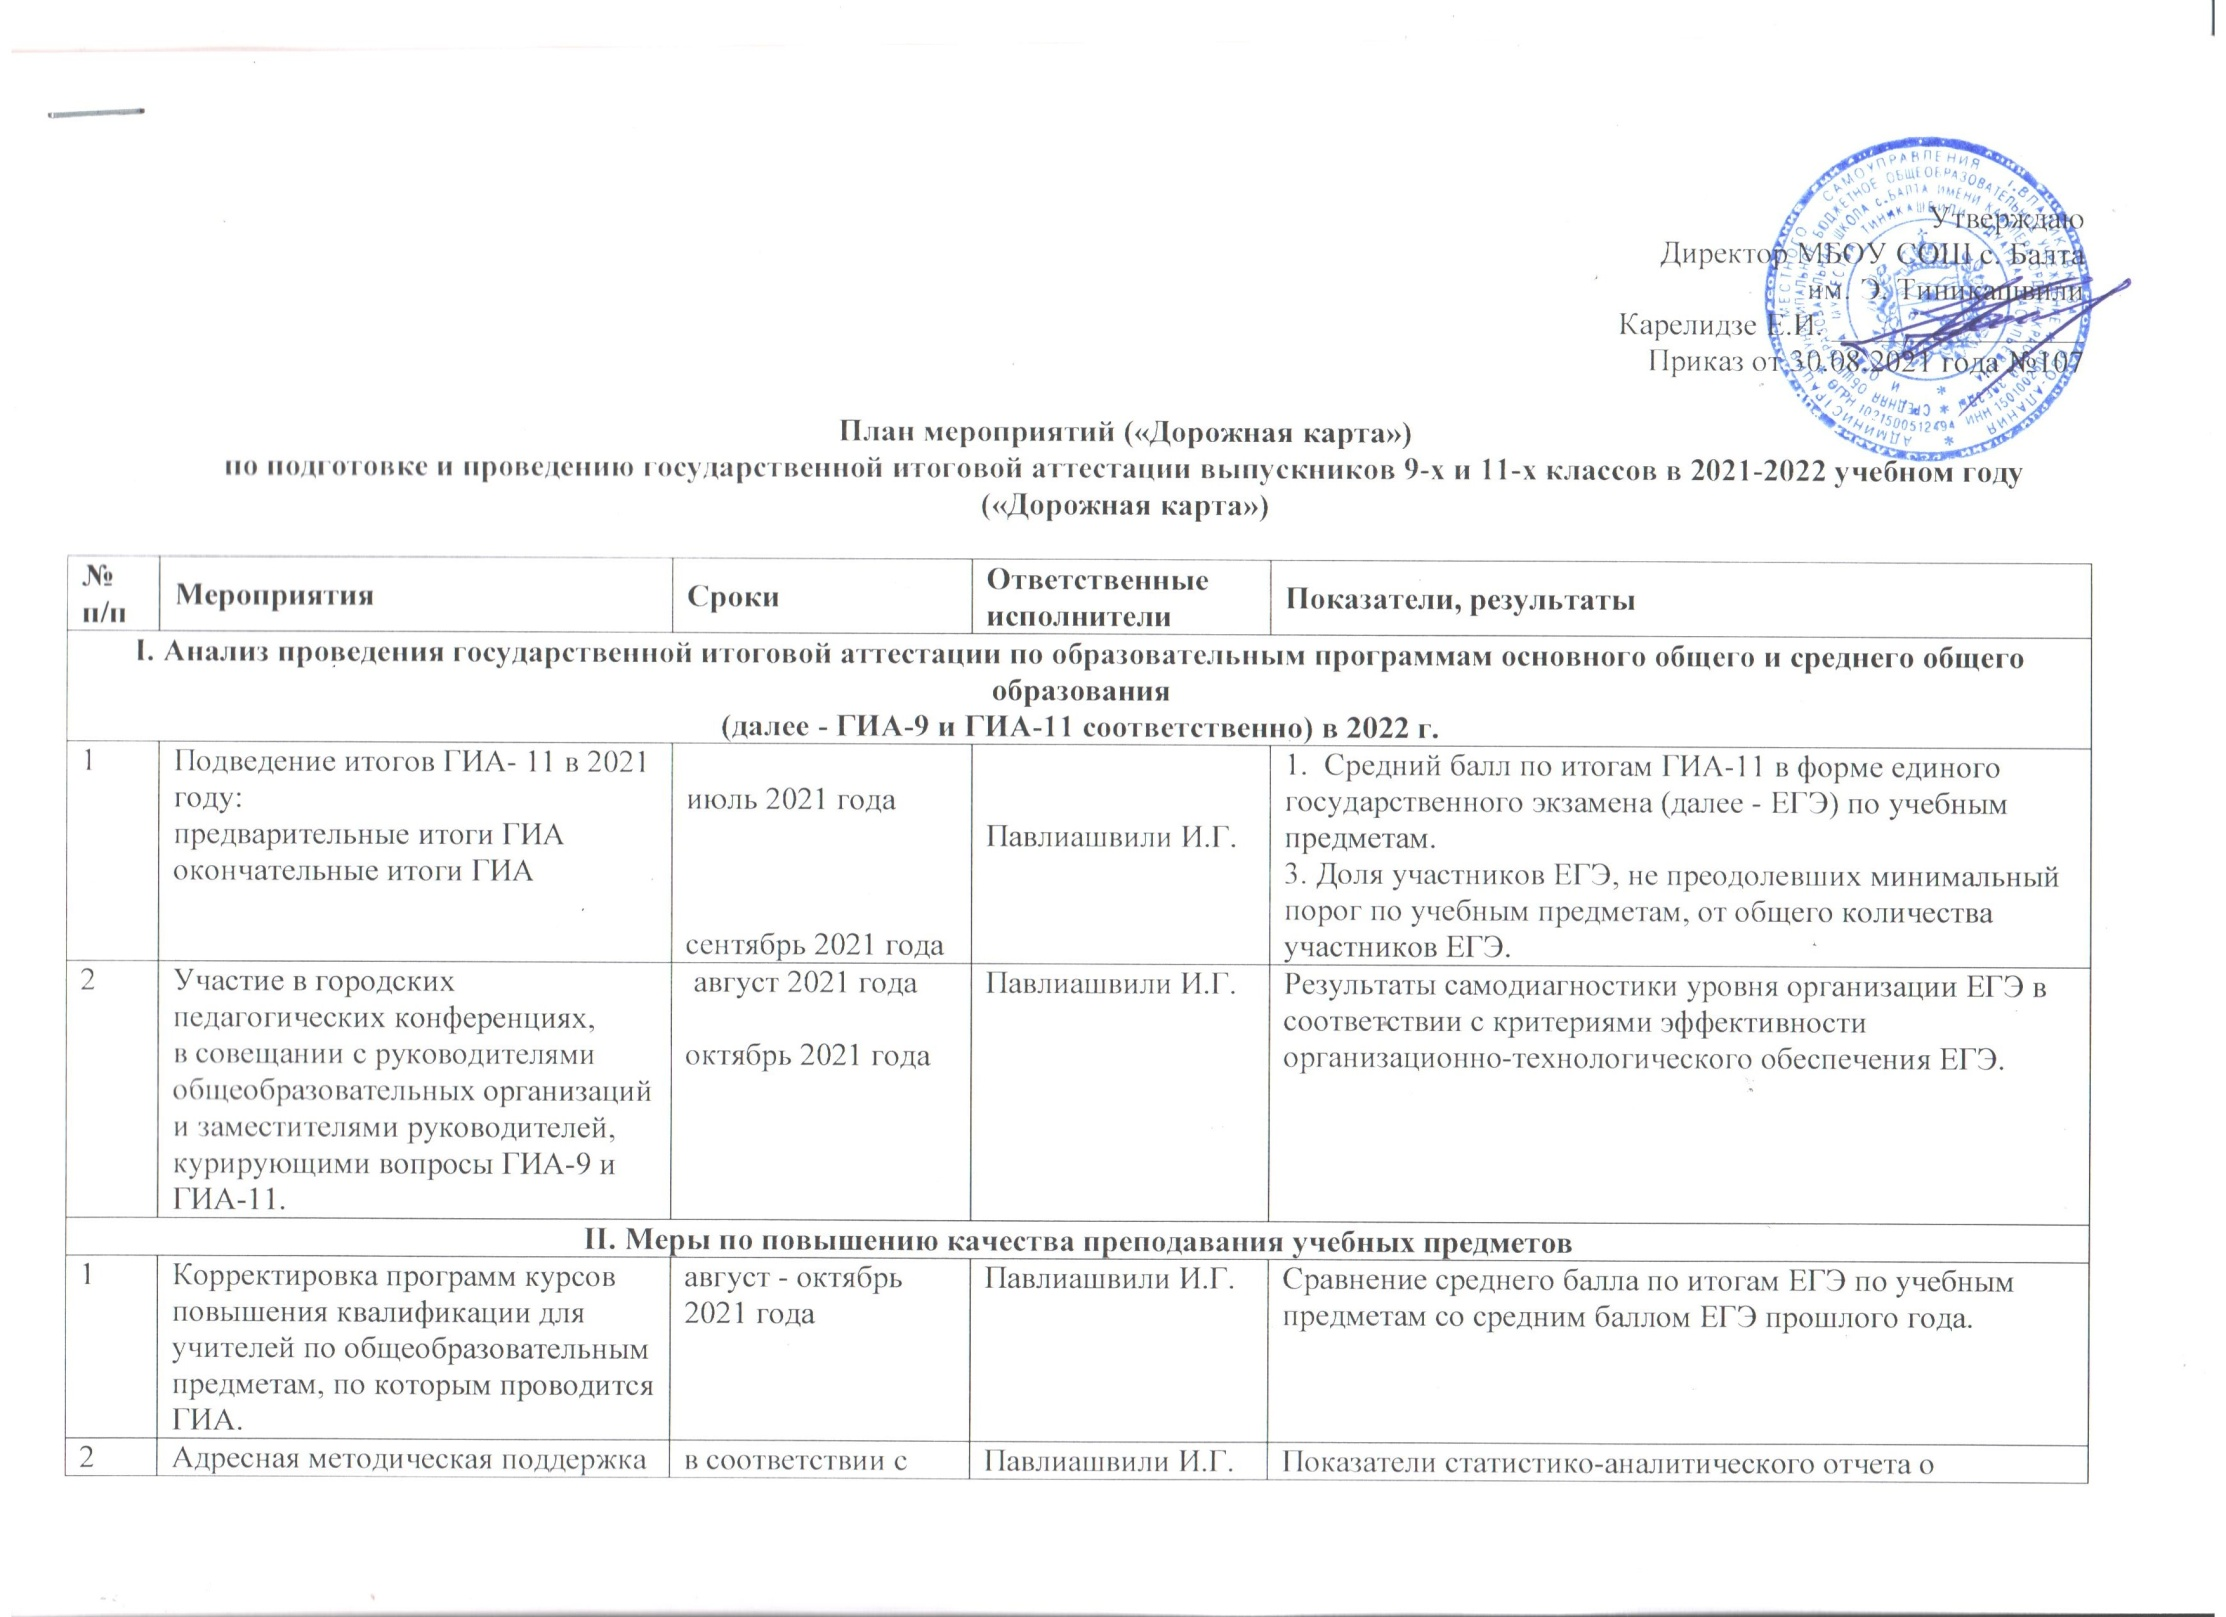 Утверждаю
Директор МБОУ СОШ с. Балта
им. Э. Тиникашвили
Карелидзе Е.И.
Приказ от 30.08.2021 года №107
План мероприятий («Дорожная карта»)
по подготовке и проведению государственной итоговой аттестации выпускников 9-х и 11-х классов в 2021-2022 учебном году
(«Дорожная карта»)
№
п/п
Мероприятия
Сроки
Ответственные
исполнители
Показатели, результаты
I. Анализ проведения государственной итоговой аттестации по образовательным программам основного общего и среднего общего
образования
(далее - ГИА-9 и ГИА-11 соответственно) в 2022 г.
1
Подведение итогов ГИА- 11 в 2021
году:
предварительные итоги ГИА
окончательные итоги ГИА
июль 2021 года
сентябрь 2021 года
Павлиашвили И.Г.
1. Средний балл по итогам ГИА-11 в форме единого
государственного экзамена (далее - ЕГЭ) по учебным
предметам.
3. Доля участников ЕГЭ, не преодолевших минимальный
порог по учебным предметам, от общего количества
участников ЕГЭ.
2
Участие в городских
педагогических конференциях,
в совещании с руководителями
общеобразовательных организаций
и заместителями руководителей,
курирующими вопросы ГИА-9 и
ГИА-11.
август 2021 года
октябрь 2021 года
Павлиашвили И.Г.
Результаты самодиагностики уровня организации ЕГЭ в
соответствии с критериями эффективности
организационно-технологического обеспечения ЕГЭ.
II. Меры по повышению качества преподавания учебных предметов
1
Корректировка программ курсов
повышения квалификации для
учителей по общеобразовательным
предметам, по которым проводится
ГИА.
август - октябрь
2021 года
Павлиашвили И.Г.
Сравнение среднего балла по итогам ЕГЭ по учебным
предметам со средним баллом ЕГЭ прошлого года.
2
Адресная методическая поддержка
в соответствии с
Павлиашвили И.Г.
Показатели статистико-аналитического отчета о